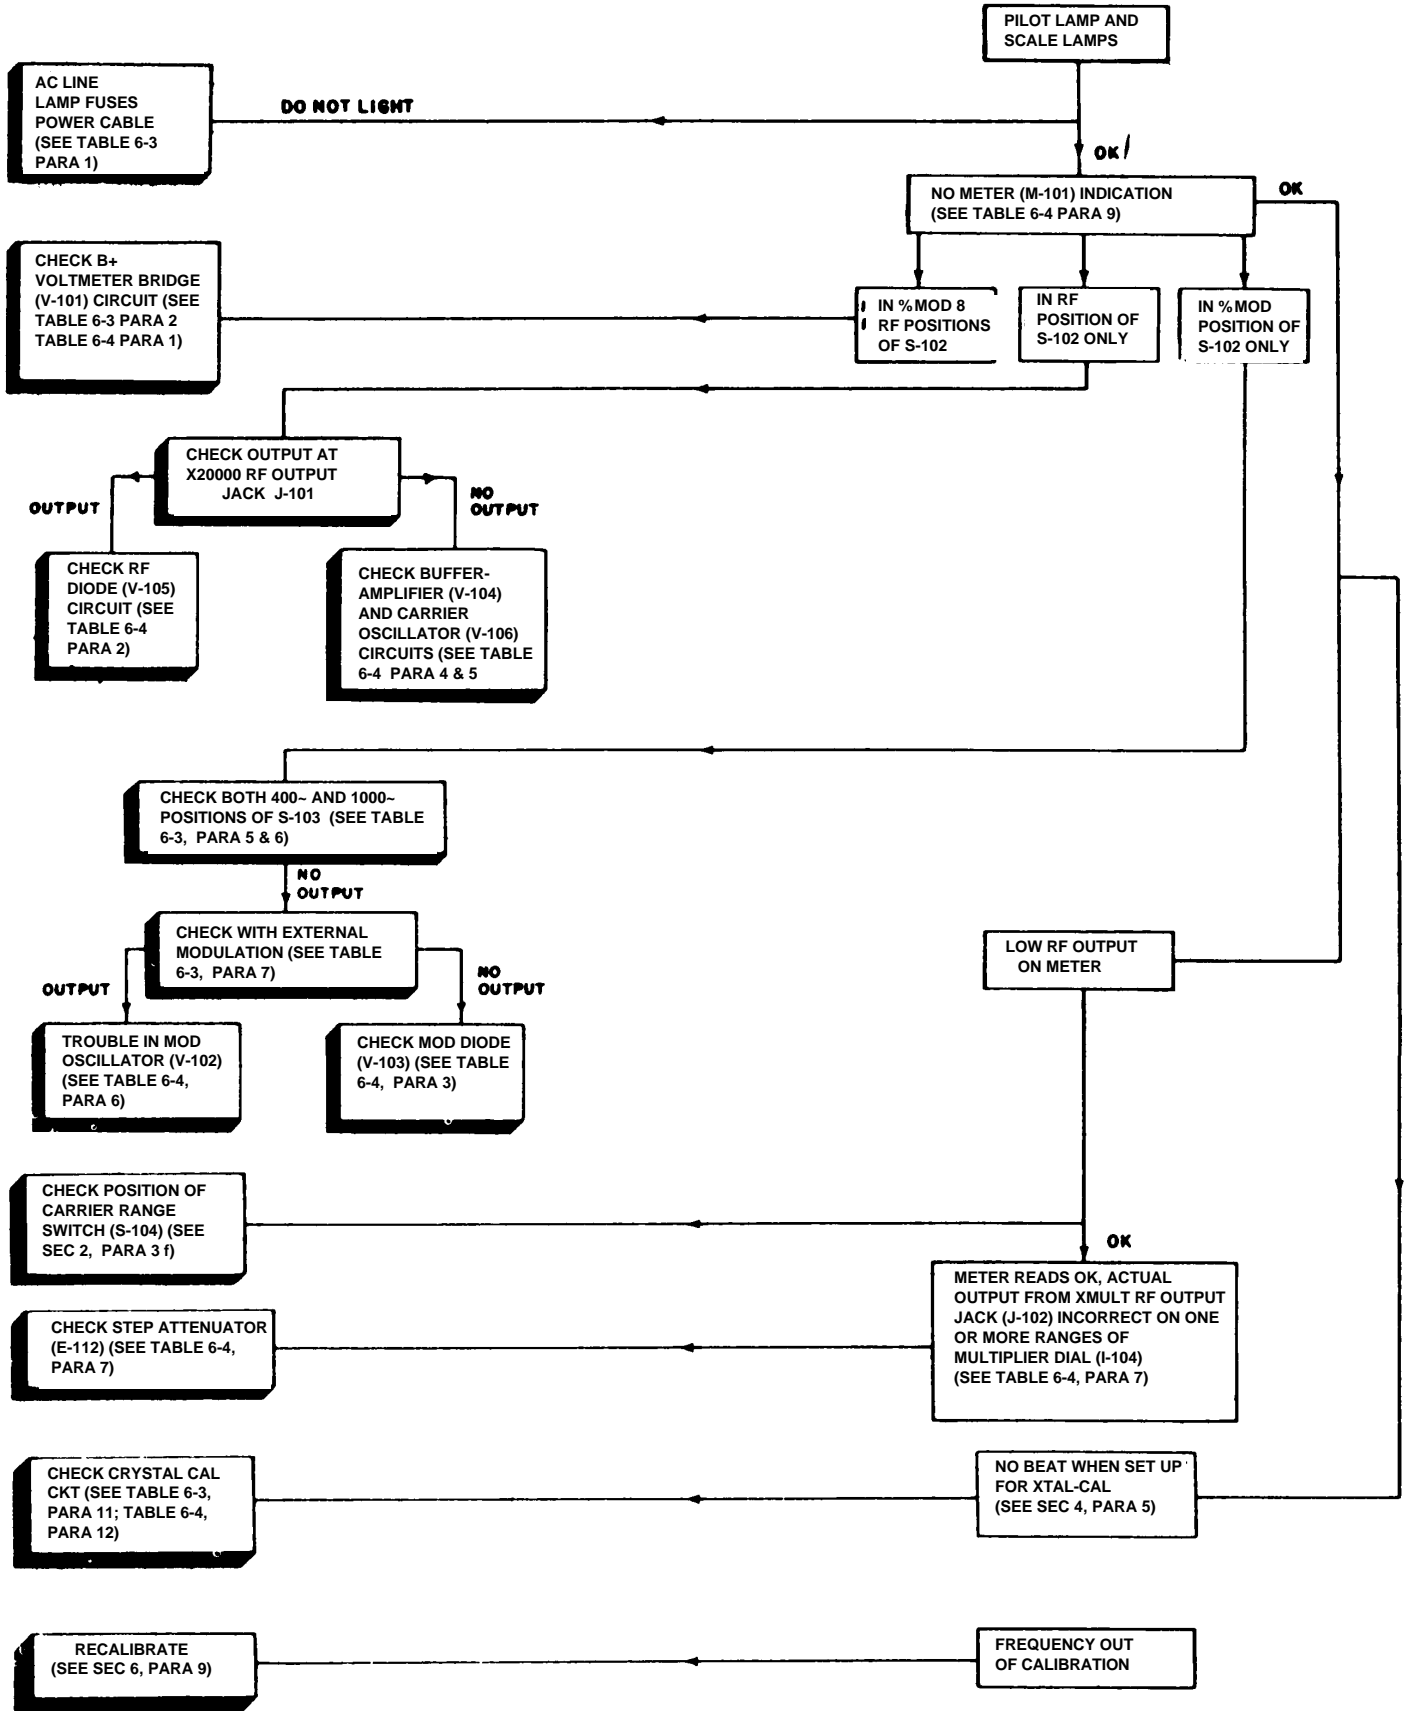 PILOT LAMP AND
SCALE LAMPS
AC LINE
LAMP FUSES
POWER CABLE
(SEE TABLE 6-3
PARA 1)
DO NOT LIGHT
OK
NO METER (M-101) INDICATION
(SEE TABLE 6-4 PARA 9)
OK
CHECK B+
VOLTMETER BRIDGE
(V-101) CIRCUIT (SEE
TABLE 6-3 PARA 2
TABLE 6-4 PARA 1)
IN %MOD 8
RF POSITIONS
OF S-102
IN RF
POSITION OF
S-102 ONLY
IN %MOD
POSITION OF
S-102 ONLY
CHECK OUTPUT AT
X20000 RF OUTPUT
JACK J-101
OUTPUT
NO
OUTPUT
CHECK RF
DIODE (V-105)
CIRCUIT (SEE
TABLE 6-4
PARA 2)
CHECK BUFFER-
AMPLIFIER (V-104)
AND CARRIER
OSCILLATOR (V-106)
CIRCUITS (SEE TABLE
6-4 PARA 4 & 5
CHECK BOTH 400~ AND 1000~
POSITIONS OF S-103 (SEE TABLE
6-3, PARA 5 & 6)
NO
OUTPUT
CHECK WITH EXTERNAL
MODULATION (SEE TABLE
6-3, PARA 7)
OUTPUT
NO
OUTPUT
TROUBLE IN MOD
OSCILLATOR (V-102)
(SEE TABLE 6-4,
PARA 6)
CHECK MOD DIODE
(V-103) (SEE TABLE
6-4, PARA 3)
LOW RF OUTPUT
ON METER
CHECK POSITION OF
CARRIER RANGE
SWITCH (S-104) (SEE
SEC 2, PARA 3 f)
OK
METER READS OK, ACTUAL
OUTPUT FROM XMULT RF OUTPUT
JACK (J-102) INCORRECT ON ONE
OR MORE RANGES OF
MULTIPLIER DIAL (I-104)
(SEE TABLE 6-4, PARA 7)
CHECK STEP ATTENUATOR
(E-112) (SEE TABLE 6-4,
PARA 7)
CHECK CRYSTAL CAL
CKT (SEE TABLE 6-3,
PARA 11; TABLE 6-4,
PARA 12)
NO BEAT WHEN SET UP
FOR XTAL-CAL
(SEE SEC 4, PARA 5)
RECALIBRATE
(SEE SEC 6, PARA 9)
FREQUENCY OUT
OF CALIBRATION